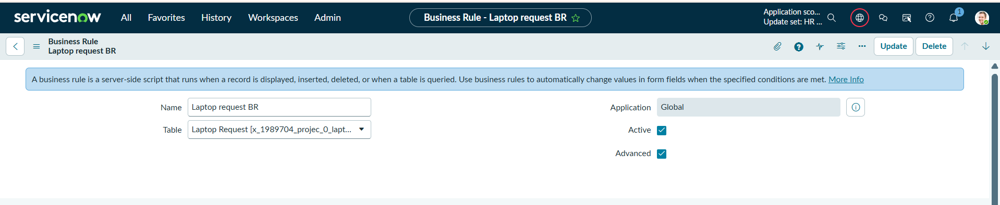 servicenow All Favorites History Workspaces Admin Business Rule - Laptop request BR Application sco... 1
Update set: HR ...
Business Rule
Laptop request BR
Update Delete
A business rule is a server-side script that runs when a record is displayed, inserted, deleted, or when a table is queried. Use business rules to automatically change values in form fields when the specified conditions are met. More Info
Name Laptop request BR Application Global
Table Laptop Request [x_1989704_projec_0_lapt... Active
Advanced